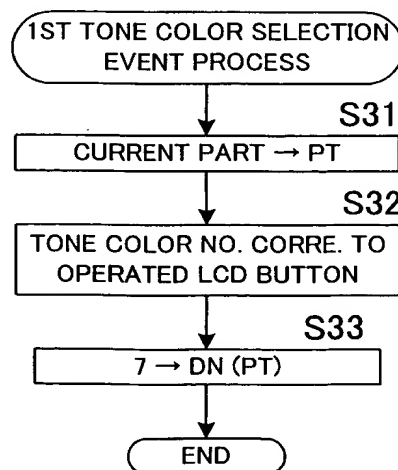 1ST TONE COLOR SELECTION
EVENT PROCESS
S31
CURRENT PART → PT
S32
TONE COLOR NO. CORRE. TO
OPERATED LCD BUTTON
S33
7 → DN (PT)
END